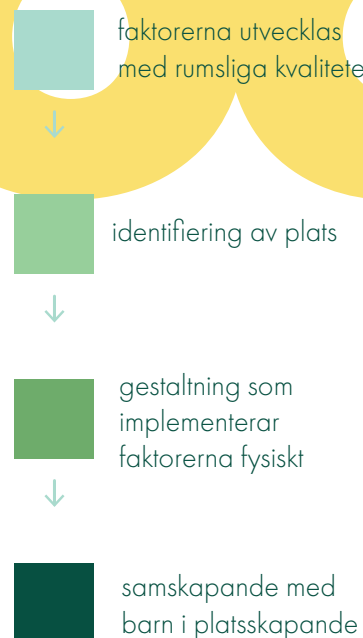 faktorerna utvecklas
med rumsliga kvalitete
identifiering av plats
gestaltning som
implementerar
faktorerna fysiskt
samskapande med
barn i platsskapande